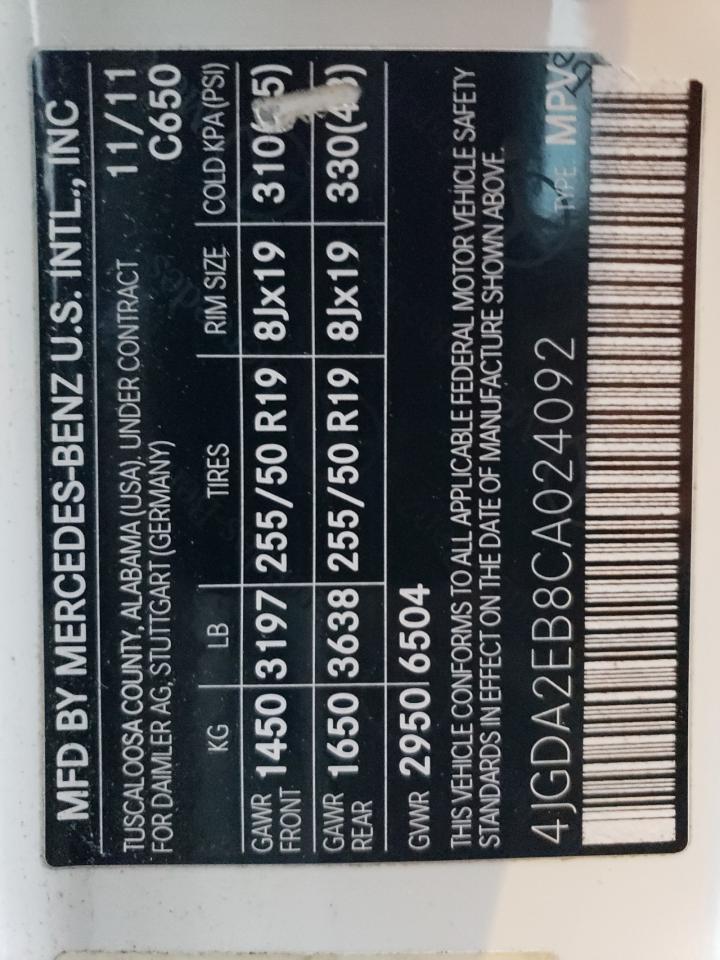 MFD BY MERCEDES-BENZ U.S. INTL., INC
TUSCALOOSA COUNTY, ALABAMA (USA), UNDER CONTRACT 11/11
FOR DAIMLER AG, STUTTGART (GERMANY) C650
KG LB TIRES RIM SIZE COLD KPA (PSI)
GAWR FRONT 1450 3197 255/50 R19 8Jx19
GAWR REAR 1650 3638 255/50 R19 8Jx19
GVWR 2950 6504
THIS VEHICLE CONFORMS TO ALL APPLICABLE FEDERAL MOTOR VEHICLE SAFETY
STANDARDS IN EFFECT ON THE DATE OF MANUFACTURE SHOWN ABOVE.
4JGDA2EB8CA024092 TYPE MPV